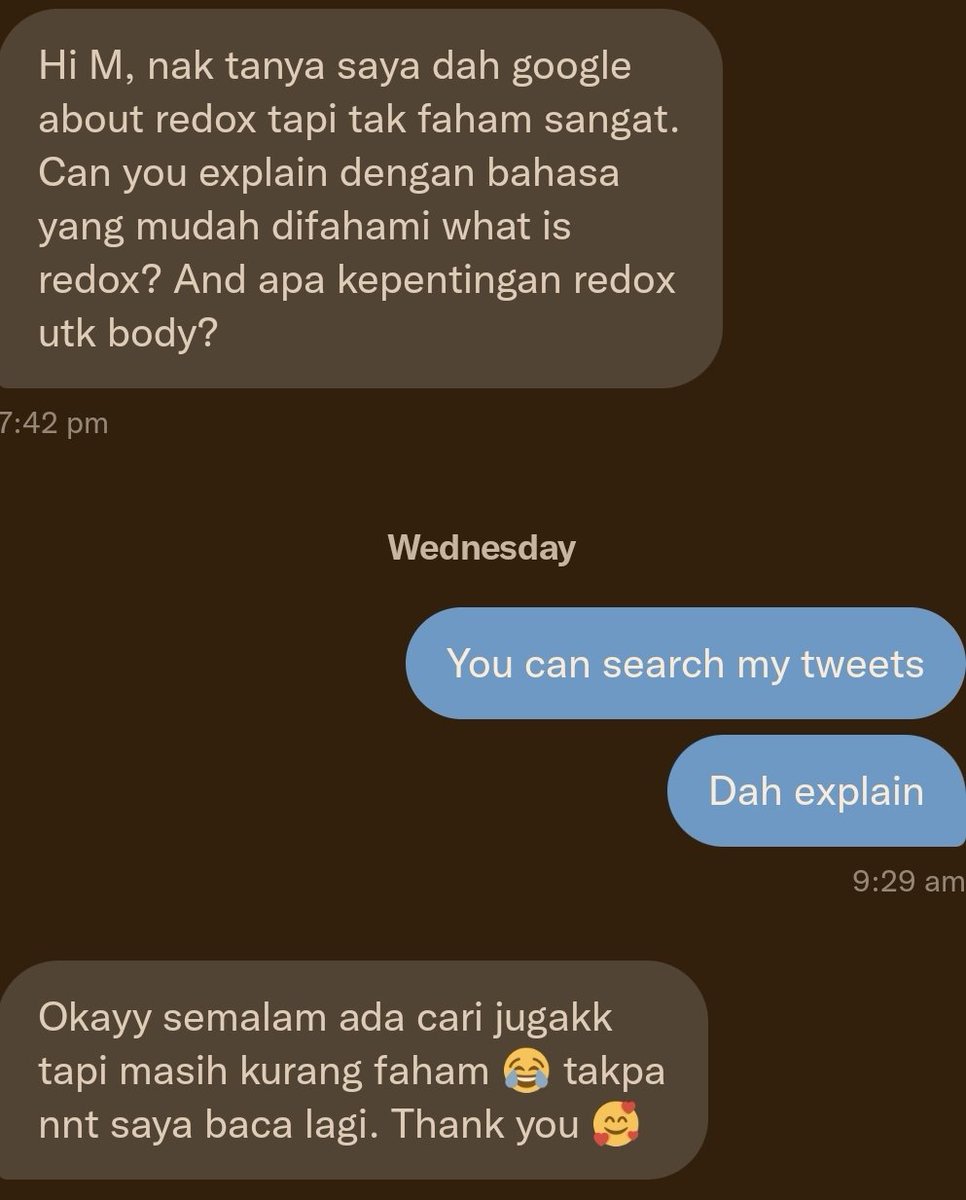 Hi M, nak tanya saya dah google
about redox tapi tak faham sangat.
Can you explain dengan bahasa
yang mudah difahami what is
redox? And apa kepentingan redox
utk body?
7:42 pm
Wednesday
You can search my tweets
Dah explain
9:29 am
Okayy semalam ada cari jugakk
tapi masih kurang faham 😂 takpa
nnt saya baca lagi. Thank you 🥰